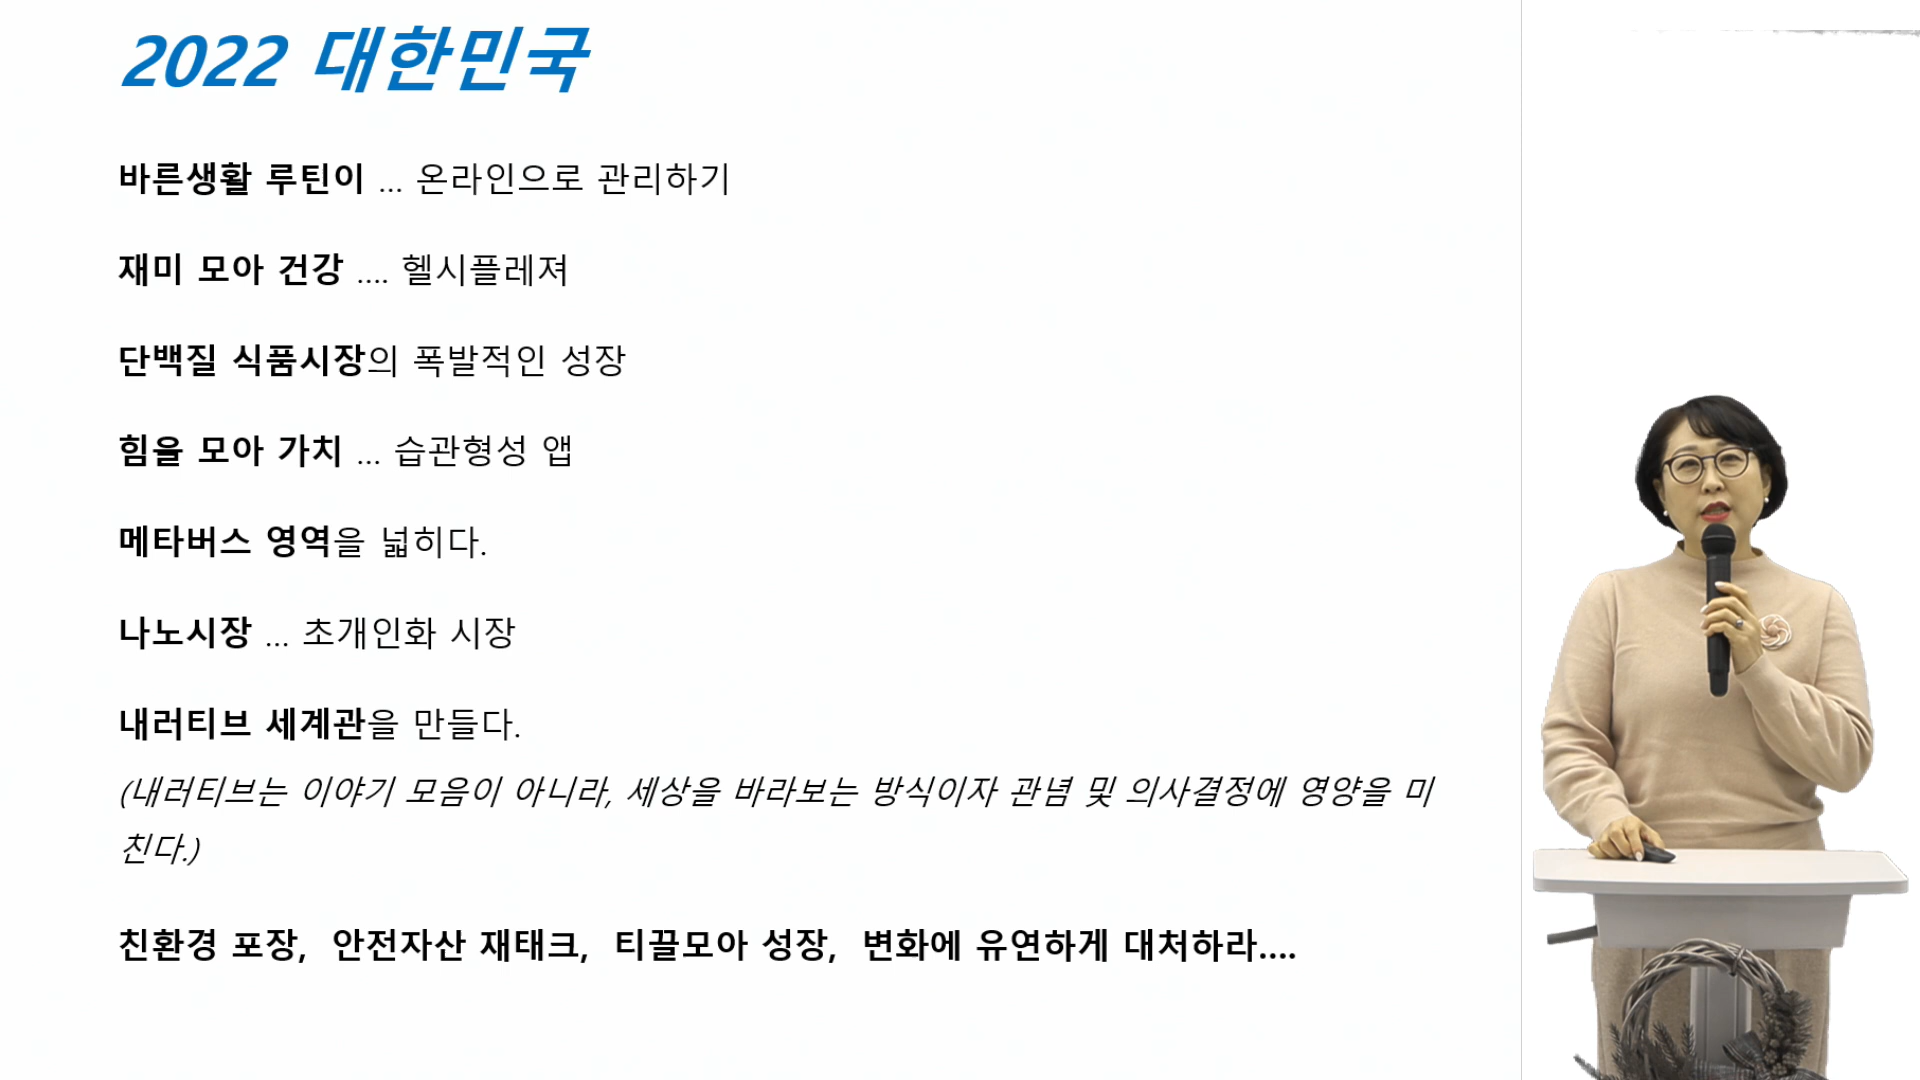 2022 대한민국
바른생활 루틴이 ... 온라인으로 관리하기
재미 모아 건강 .... 헬시플레져
단백질 식품시장의 폭발적인 성장
힘을 모아 가치 ... 습관형성 앱
메타버스 영역을 넓히다.
나노시장 ... 초개인화 시장
내러티브 세계관을 만들다.
(내러티브는 이야기 모음이 아니라, 세상을 바라보는 방식이자 관념 및 의사결정에 영양을 미
친다.)
친환경 포장, 안전자산 재태크, 티끌모아 성장, 변화에 유연하게 대처하라....